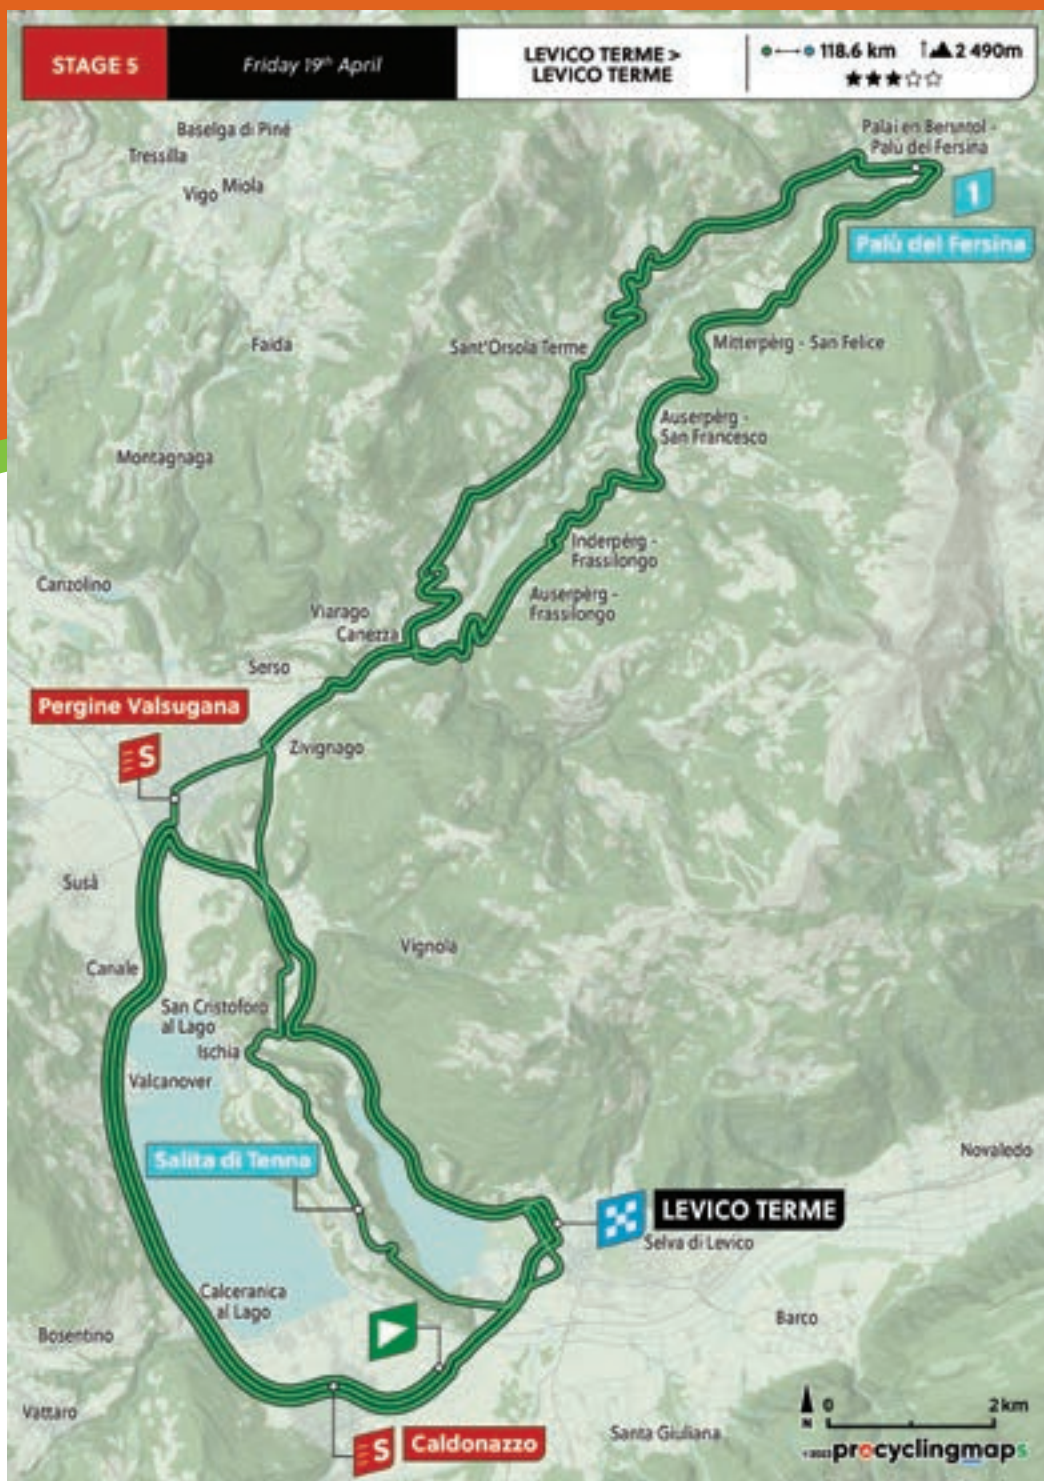 STAGE 5
Friday 19th April
LEVICO TERME >
LEVICO TERME
118.6 km 2 490m
Baselga di Piné
Tressilla
Vigo
Miola
Palai en Bersntol -
Palù del Fersina
1
Palù del Fersina
Faida
Sant'Orsola Terme
Mitterpèrg - San Felice
Auserpèrg -
San Francesco
Montagnaga
Inderpèrg -
Frassilongo
Canzolino
Auserpèrg -
Frassilongo
Viarago
Canezza
Serso
Pergine Valsugana
S
Zivignago
Susà
Vignola
Canale
San Cristoforo
al Lago
Ischia
Valcanover
Novaledo
Salita di Tenna
LEVICO TERME
Selva di Levico
Calceranica
al Lago
Barco
Bosentino
Vattaro
S
Caldonazzo
Santa Giuliana
N
0 2 km
procyclingmaps